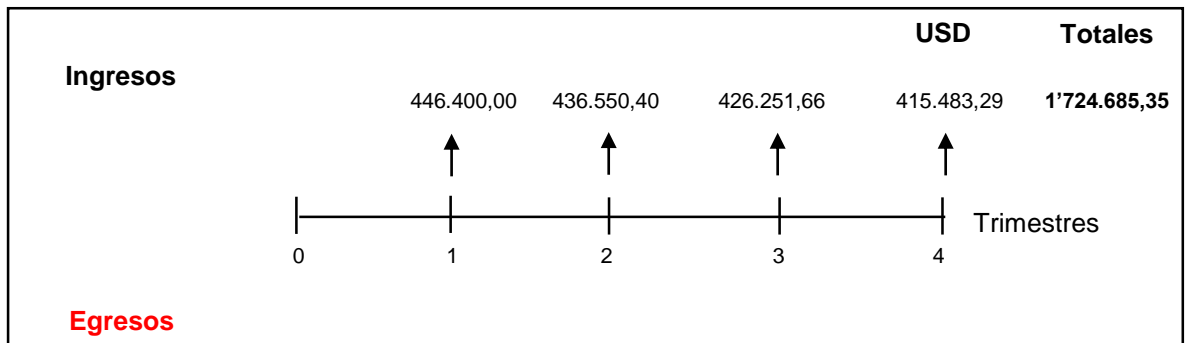 USD Totales
Ingresos
446.400,00 436.550,40 426.251,66 415.483,29 1’724.685,35
Trimestres
0 1 2 3 4
Egresos